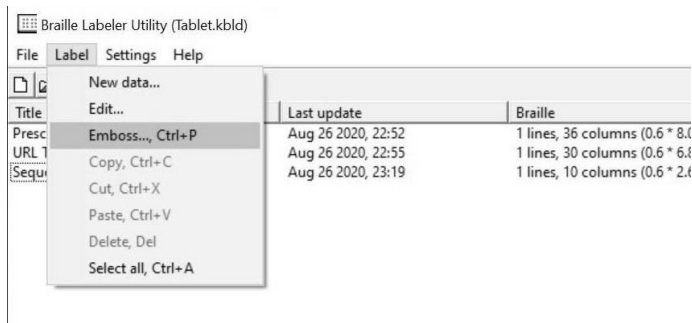 Braille Labeler Utility (Tablet.kbld)
File Label Settings Help
New data...
Title Edit... Last update Braille
Presc Emboss..., Ctrl+P Aug 26 2020, 22:52 1 lines, 36 columns (0.6 * 8.0
URL T Copy, Ctrl+C Aug 26 2020, 22:55 1 lines, 30 columns (0.6 * 6.8
Seque Cut, Ctrl+X Aug 26 2020, 23:19 1 lines, 10 columns (0.6 * 2.6
Paste, Ctrl+V
Delete, Del
Select all, Ctrl+A